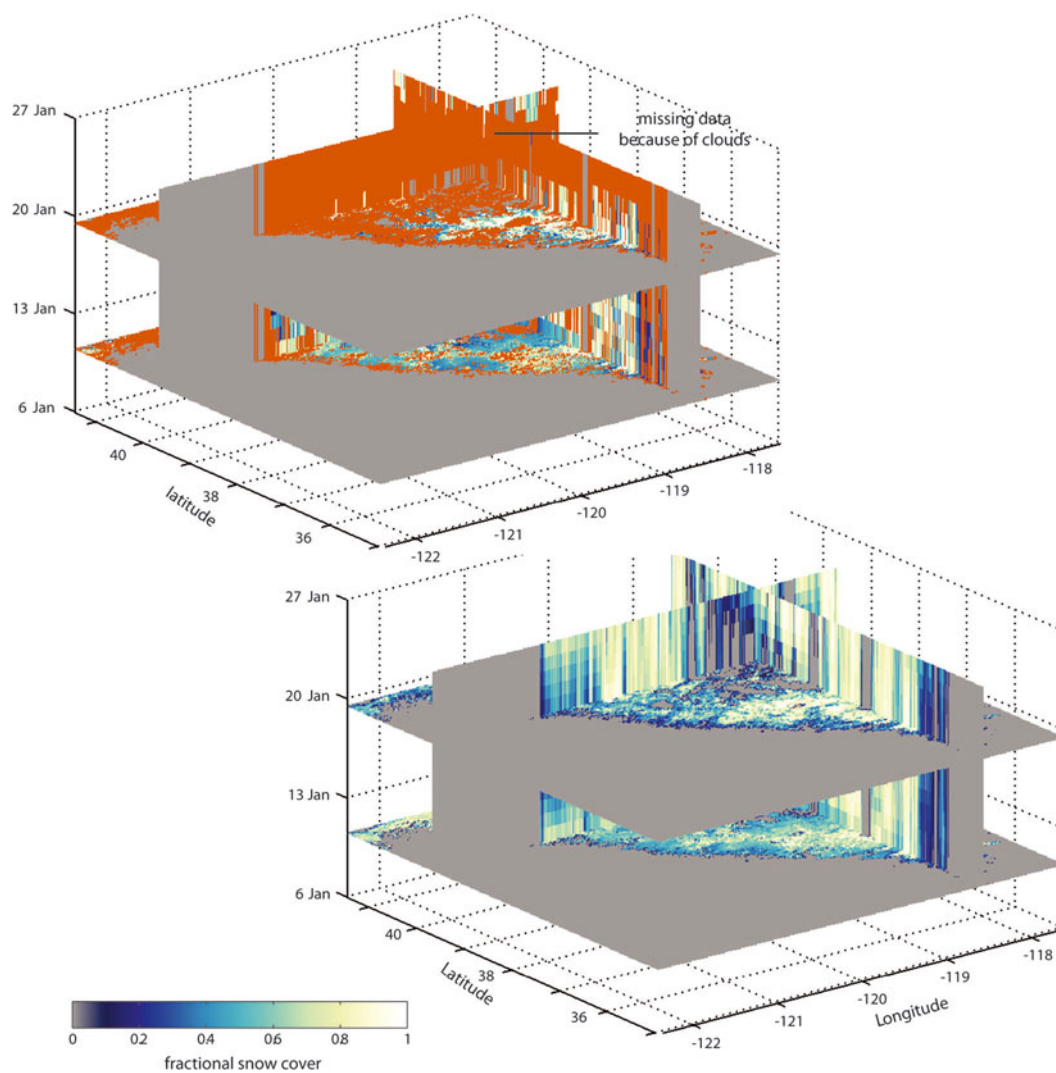 27 Jan
20 Jan
13 Jan
6 Jan
missing data
because of clouds
40
38
36
latitude
-122
-121
-120
-119
-118
27 Jan
20 Jan
13 Jan
6 Jan
40
38
36
Latitude
-122
-121
-120
-119
-118
Longitude
0
0.2
0.4
0.6
0.8
1
fractional snow cover